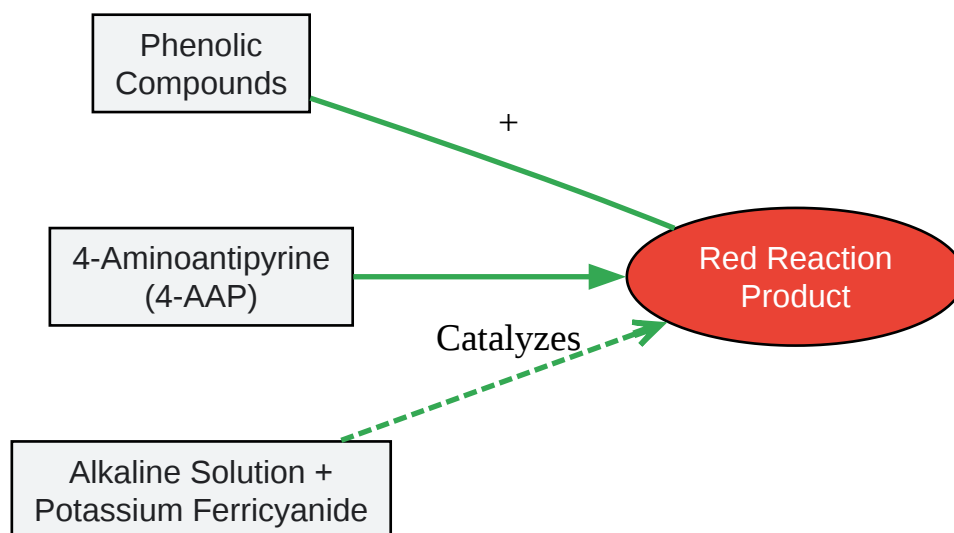 Phenolic
Compounds
+
4-Aminoantipyrine
(4-AAP)
Red Reaction
Product
Catalyzes
Alkaline Solution +
Potassium Ferricyanide